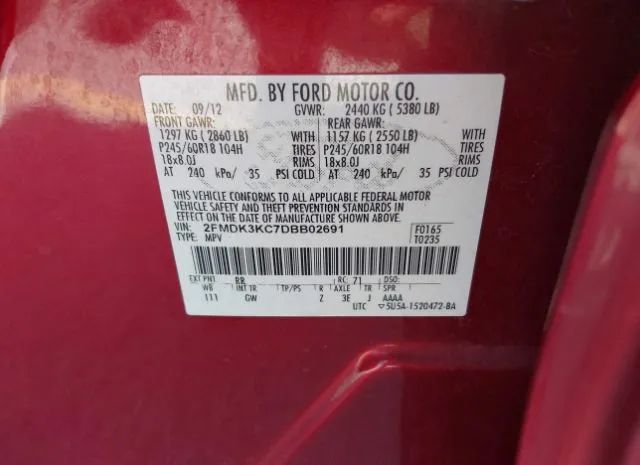 MFD. BY FORD MOTOR CO.
DATE: 09/12 GVWR: 2440 KG ( 5380 LB)
FRONT GAWR: REAR GAWR:
1297 KG ( 2860 LB) WITH 1157 KG ( 2550 LB) WITH
P245/60R18 104H TIRES P245/60R18 104H TIRES
18x8.0J RIMS 18x8.0J RIMS
AT 240 kPa/ 35 PSI COLD AT 240 kPa/ 35 PSI COLD
THIS VEHICLE CONFORMS TO ALL APPLICABLE FEDERAL MOTOR
VEHICLE SAFETY AND THEFT PREVENTION STANDARDS IN EFFECT
ON THE DATE OF MANUFACTURE SHOWN ABOVE.
VIN: 2FMDK3KC7DBB02691 F0165
TYPE: MPV T0235
EXT PNT: RR RC: 71 DSO:
WB INT TR TP/PS R AXLE TR SPR
111 GW Z 3E J AAAA
UTC ▽5U5A-1520472-BA